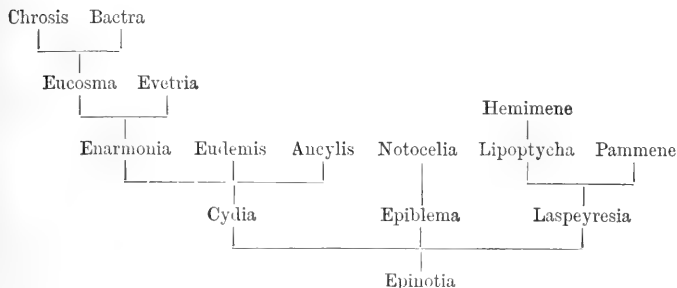 Chrosis Bactra
Eucosma Evetria
Hemimene
Enarmonia Eudemis Ancylis Notocelia Lipoptycha Pammene
Cydia Epiblema Laspeyresia
Epinotia